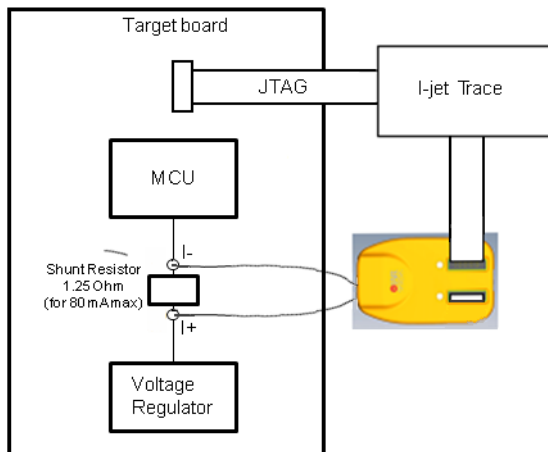 Target board
JTAG
I-jet Trace
MCU
I-
Shunt Resistor
1.25 Ohm
(for 80 mA max)
I+
Voltage
Regulator